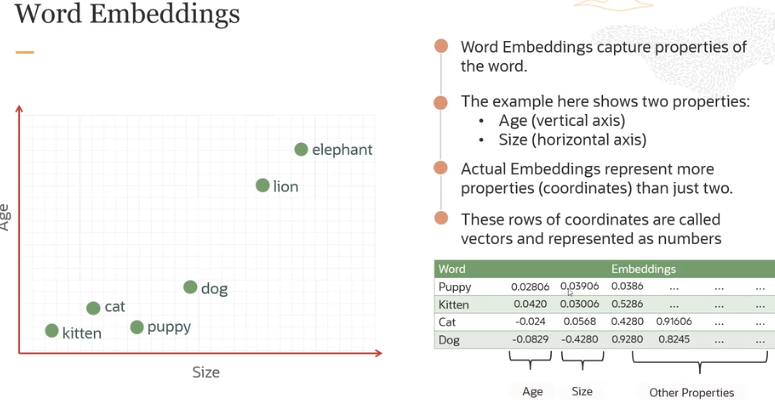 Word Embeddings
Word Embeddings capture properties of
the word.
The example here shows two properties:
• Age (vertical axis)
• Size (horizontal axis)
Actual Embeddings represent more
properties (coordinates) than just two.
These rows of coordinates are called
vectors and represented as numbers
Age
elephant
lion
dog
cat
puppy
kitten
Size
Word Embeddings
Puppy 0.02806 0.03906 0.0386 ... ... ...
Kitten 0.0420 0.03006 0.5286 ... ... ...
Cat -0.024 0.0568 0.4280 0.91606 ... ...
Dog -0.0829 -0.4280 0.9280 0.8245 ... ...
Age Size Other Properties